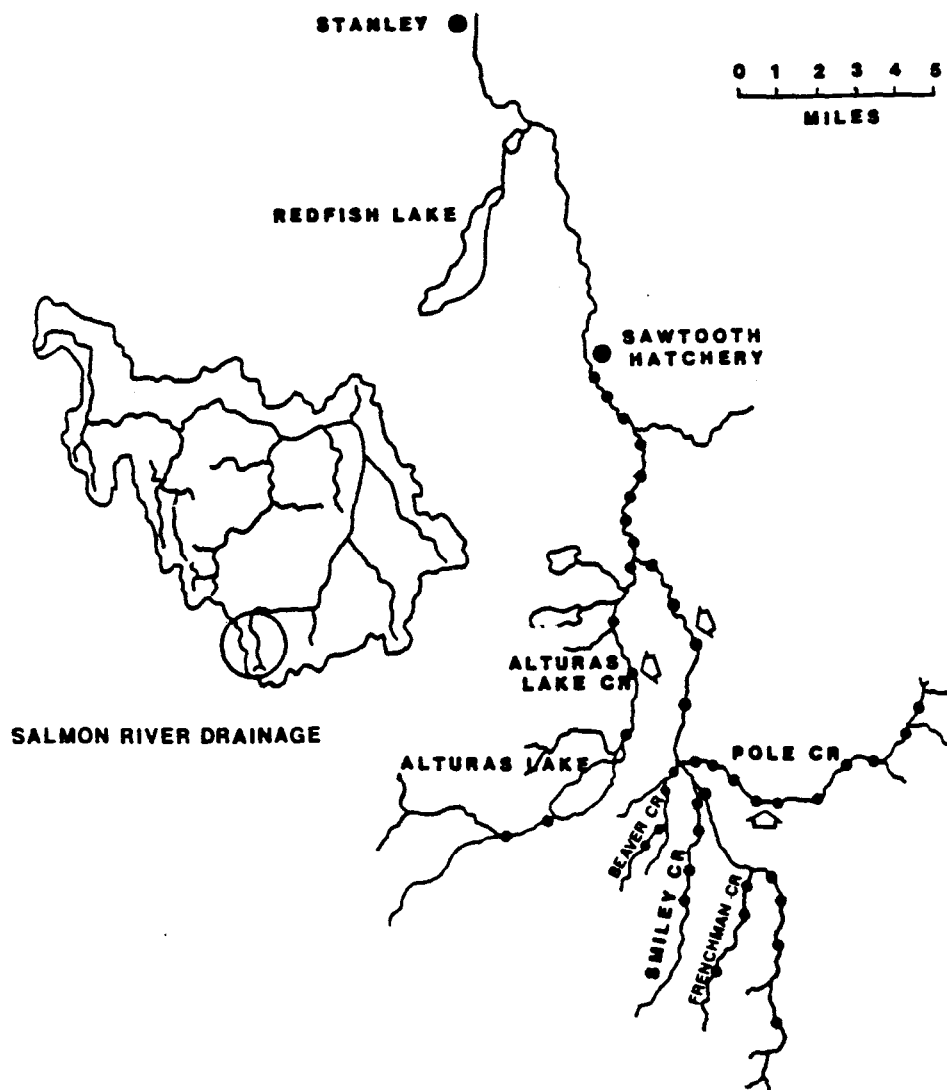 STANLEY
0 1 2 3 4 5
MILES
REDFISH LAKE
SAWTOOTH
HATCHERY
ALTURAS
LAKE CR
SALMON RIVER DRAINAGE
ALTURAS LAKE
POLE CR
BEAVER CR
SMILEY CR
FRENCHMAN CR